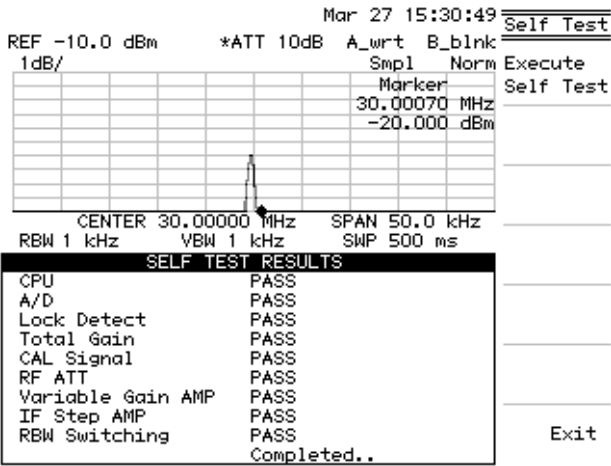 Mar 27 15:30:49
Self Test
REF -10.0 dBm *ATT 10dB A_wrt B_blnk
1dB/ Smpl Norm
Execute
Self Test
Marker
30.00070 MHz
-20.000 dBm
CENTER 30.00000 MHz SPAN 50.0 kHz
RBW 1 kHz VBW 1 kHz SWP 500 ms
SELF TEST RESULTS
CPU PASS
A/D PASS
Lock Detect PASS
Total Gain PASS
CAL Signal PASS
RF ATT PASS
Variable Gain AMP PASS
IF Step AMP PASS
RBW Switching PASS
Completed..
Exit